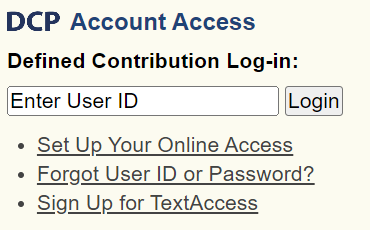 DCP Account Access
Defined Contribution Log-in:
Enter User ID Login
Set Up Your Online Access
Forgot User ID or Password?
Sign Up for TextAccess